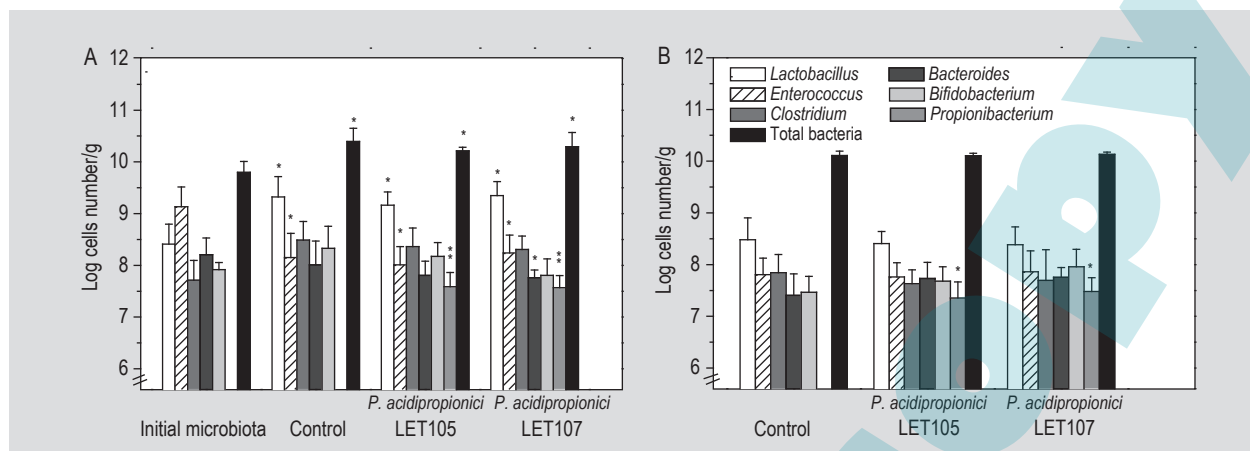 A
Log cells number/g
12
11
10
9
8
7
6
*
*
*
*
*
*
*
*
*
*
*
*
*
*
Initial microbiota
Control
P. acidipropionici
LET105
P. acidipropionici
LET107
B
Log cells number/g
12
11
10
9
8
7
6
Lactobacillus
Enterococcus
Clostridium
Total bacteria
Bacteroides
Bifidobacterium
Propionibacterium
*
*
Control
P. acidipropionici
LET105
P. acidipropionici
LET107